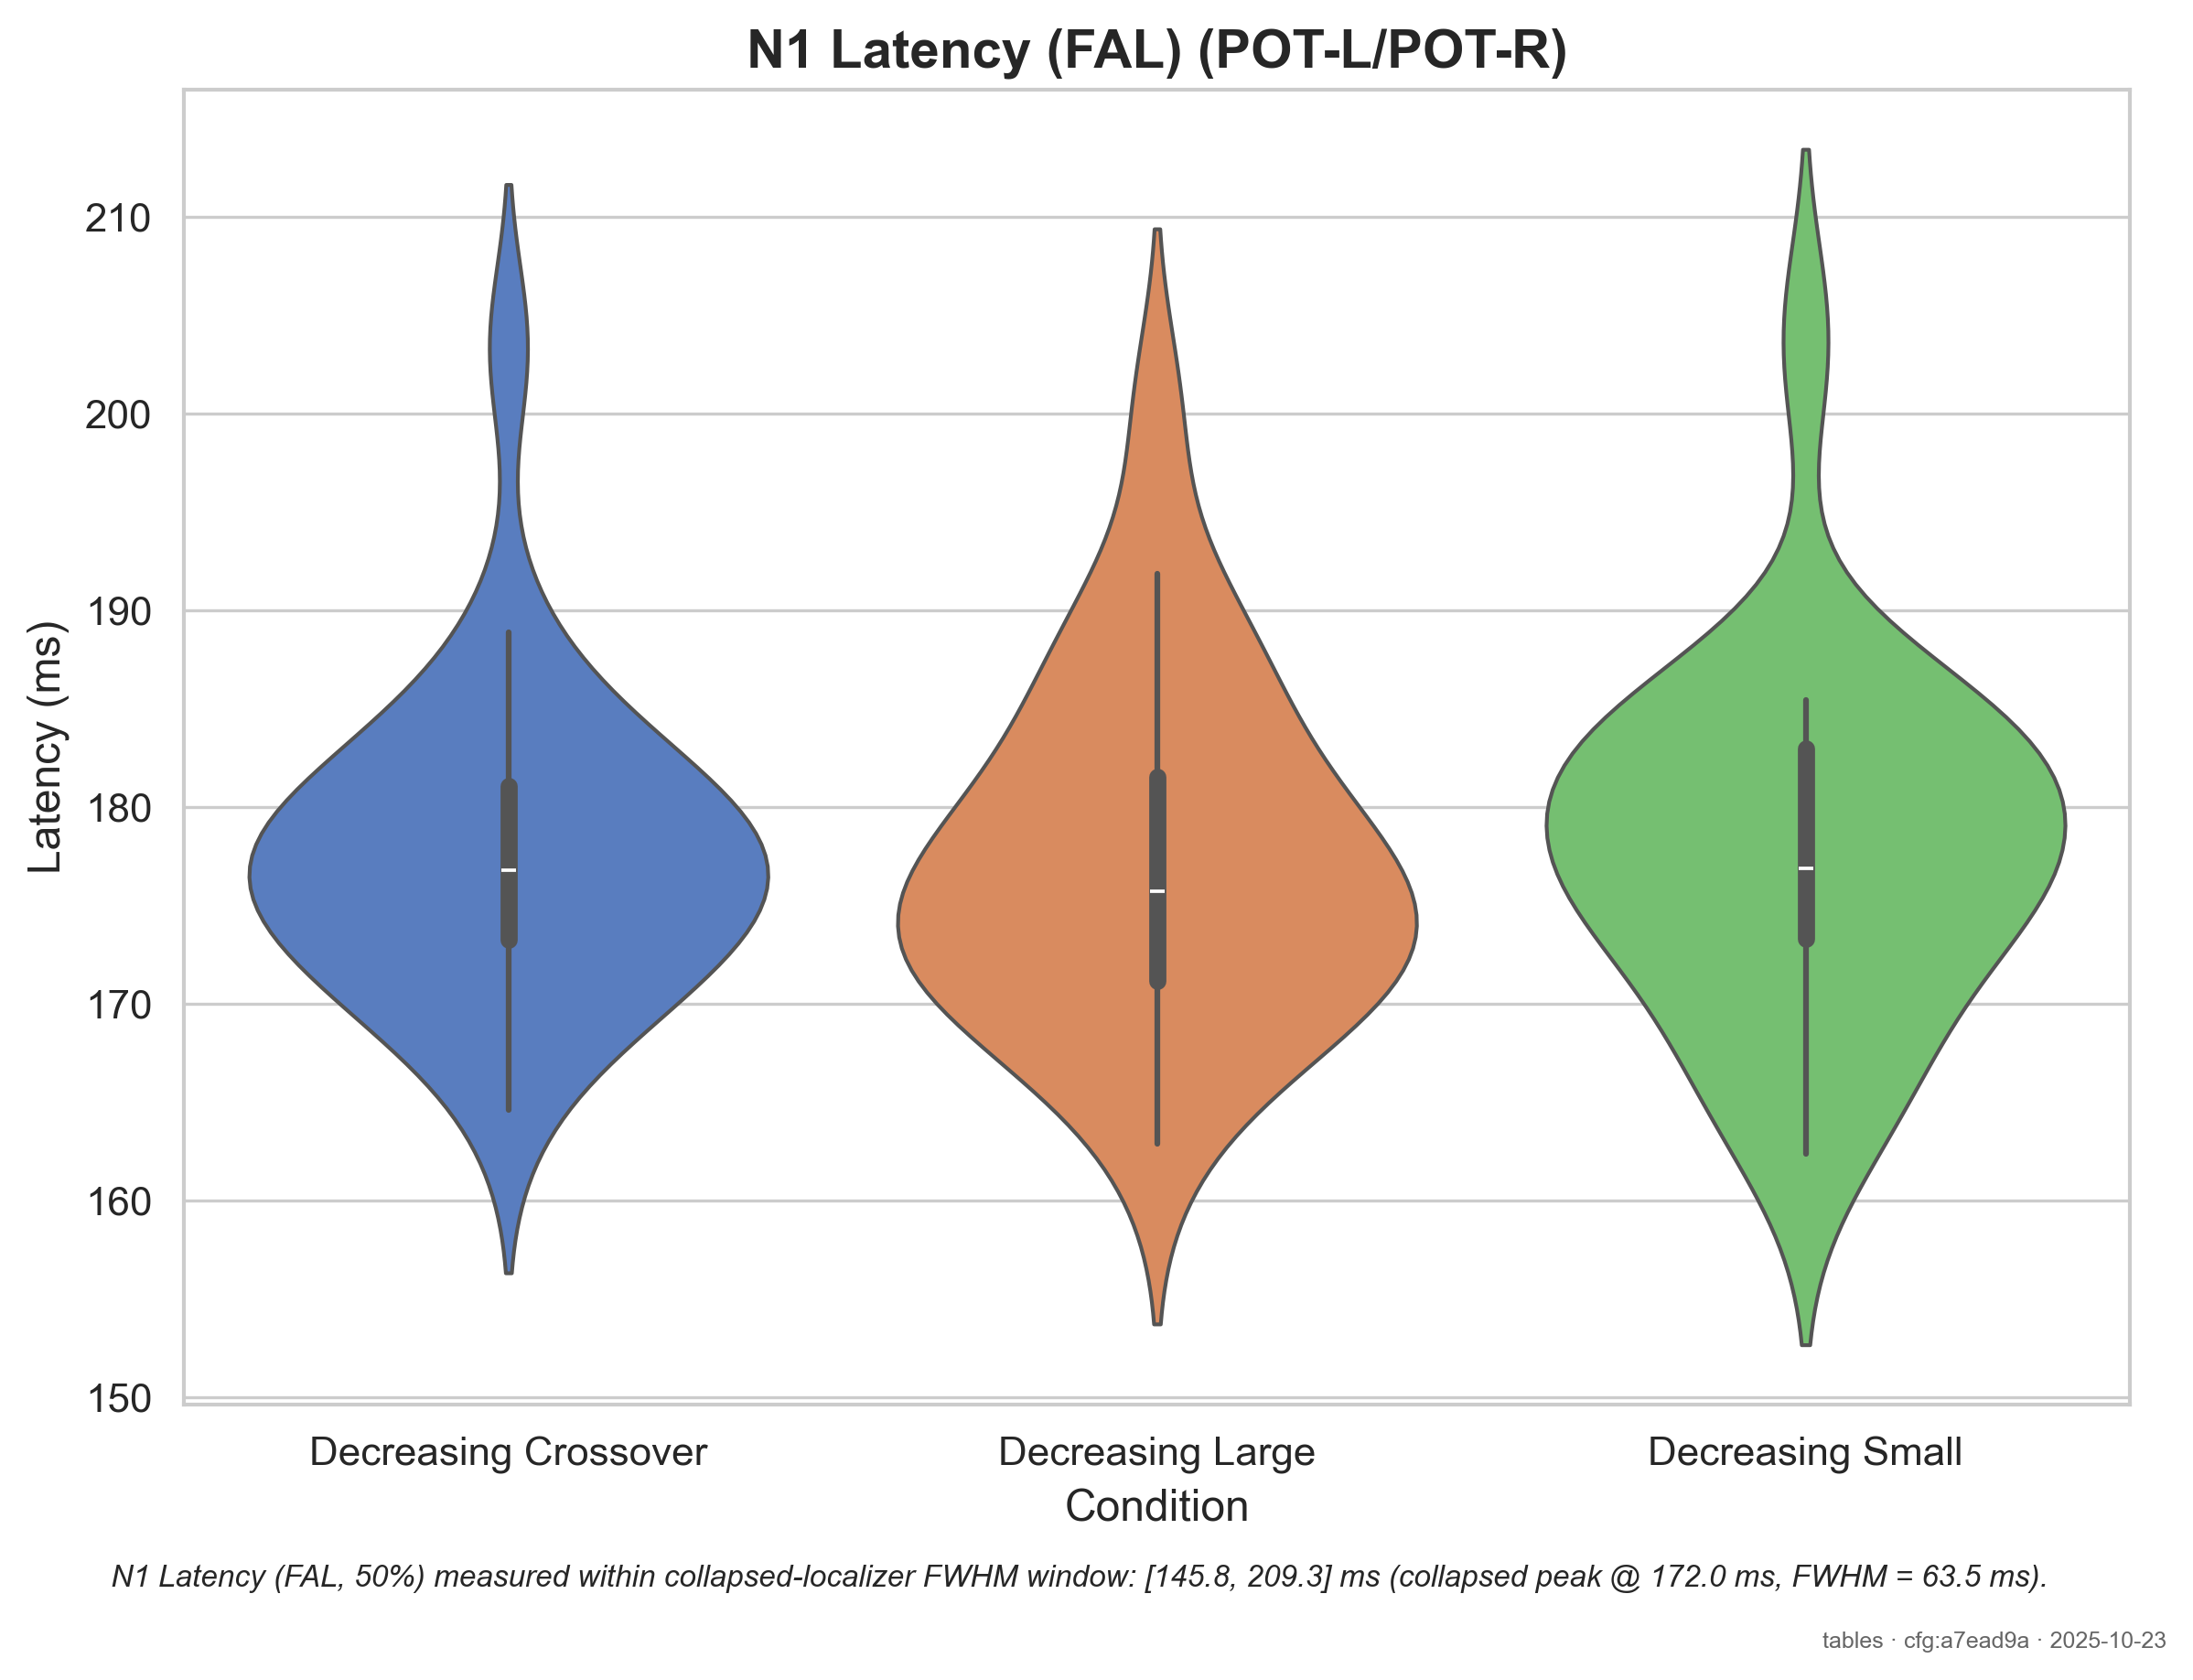 N1 Latency (FAL) (POT-L/POT-R)
Latency (ms)
210
200
190
180
170
160
150
Decreasing Crossover
Decreasing Large
Decreasing Small
Condition
N1 Latency (FAL, 50%) measured within collapsed-localizer FWHM window: [145.8, 209.3] ms (collapsed peak @ 172.0 ms, FWHM = 63.5 ms).
tables · cfg:a7ead9a · 2025-10-23